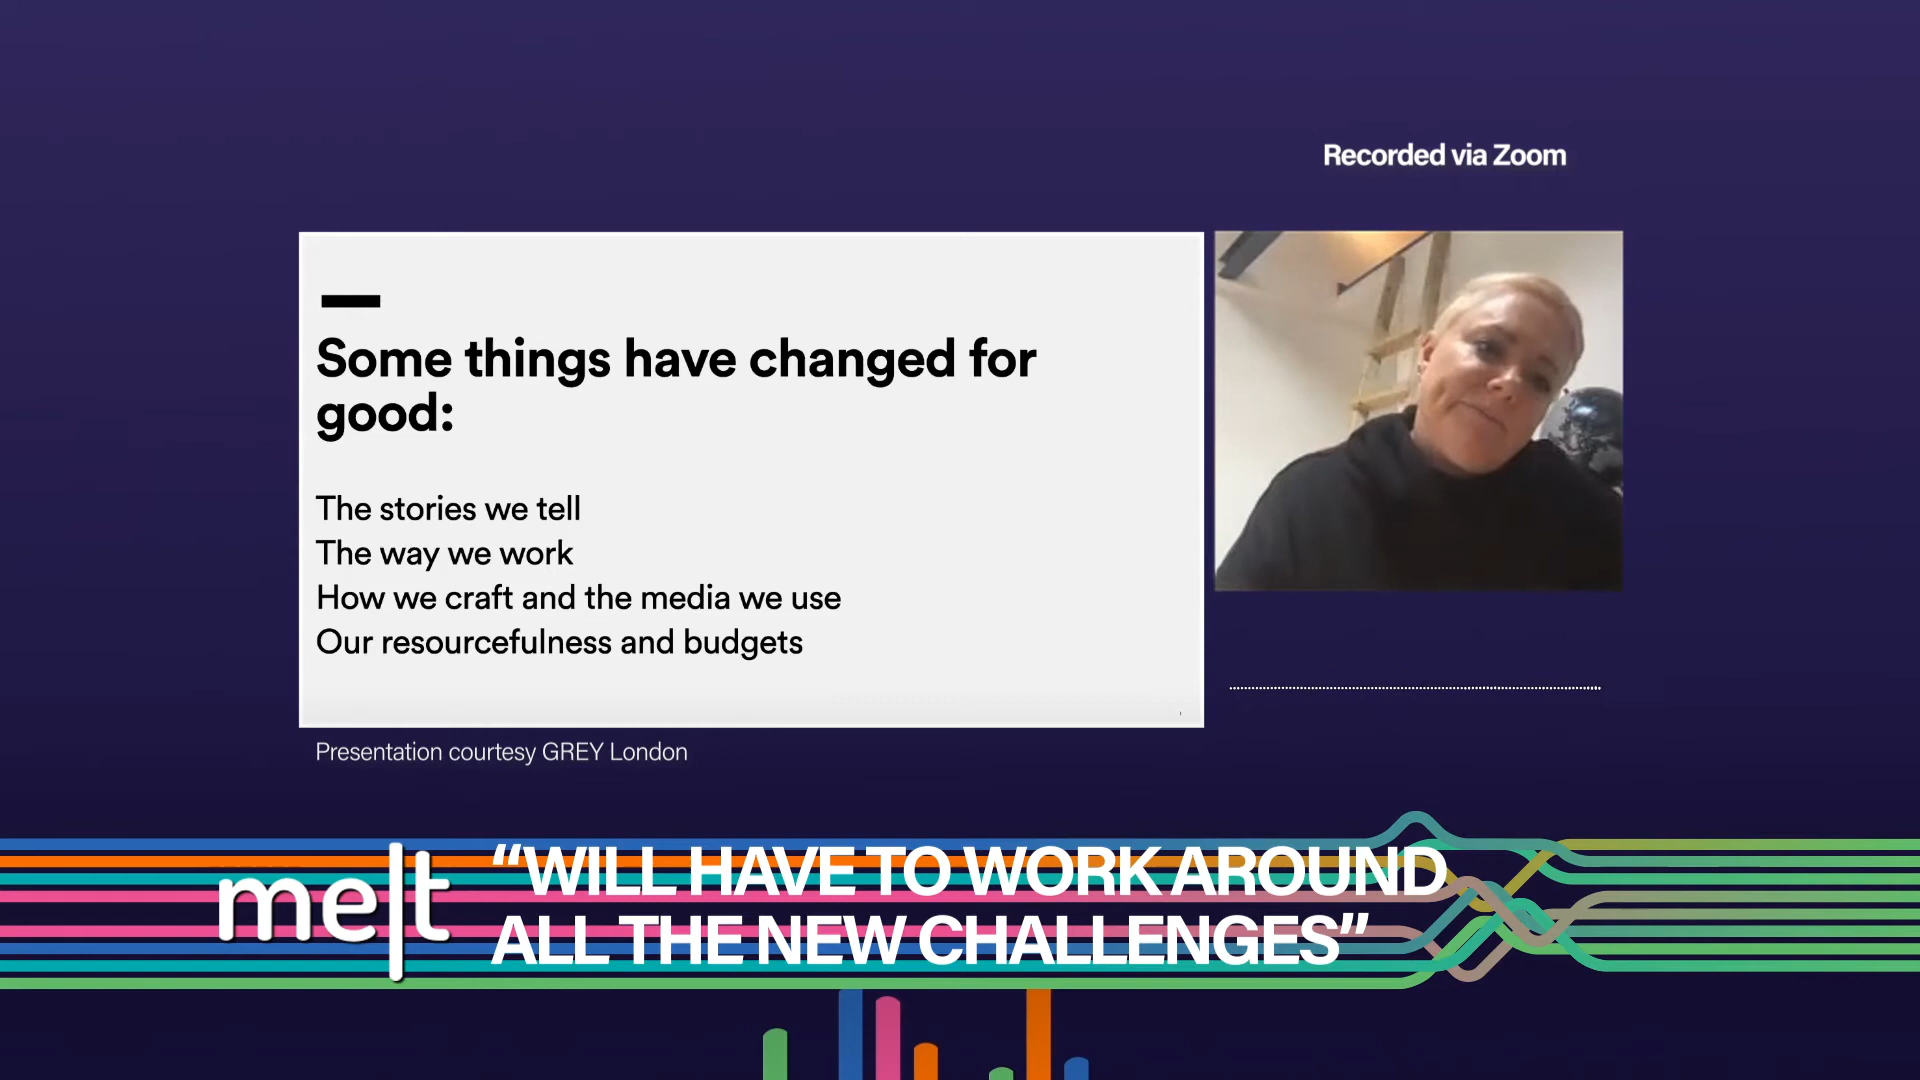 Recorded via Zoom
Some things have changed for
good:
The stories we tell
The way we work
How we craft and the media we use
Our resourcefulness and budgets
Presentation courtesy GREY London
melt
“WILL HAVE TO WORK AROUND
ALL THE NEW CHALLENGES”